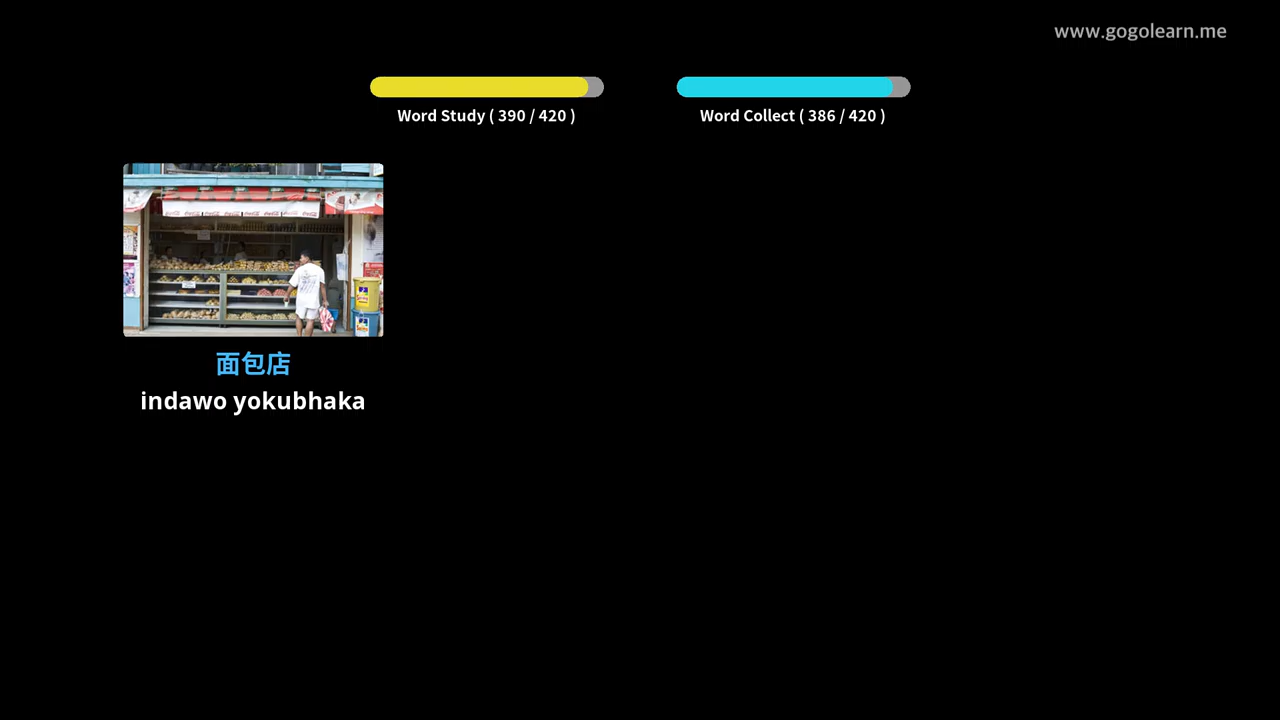 www.gogolearn.me
Word Study ( 390 / 420 )
Word Collect ( 386 / 420 )
面包店
indawo yokubhaka